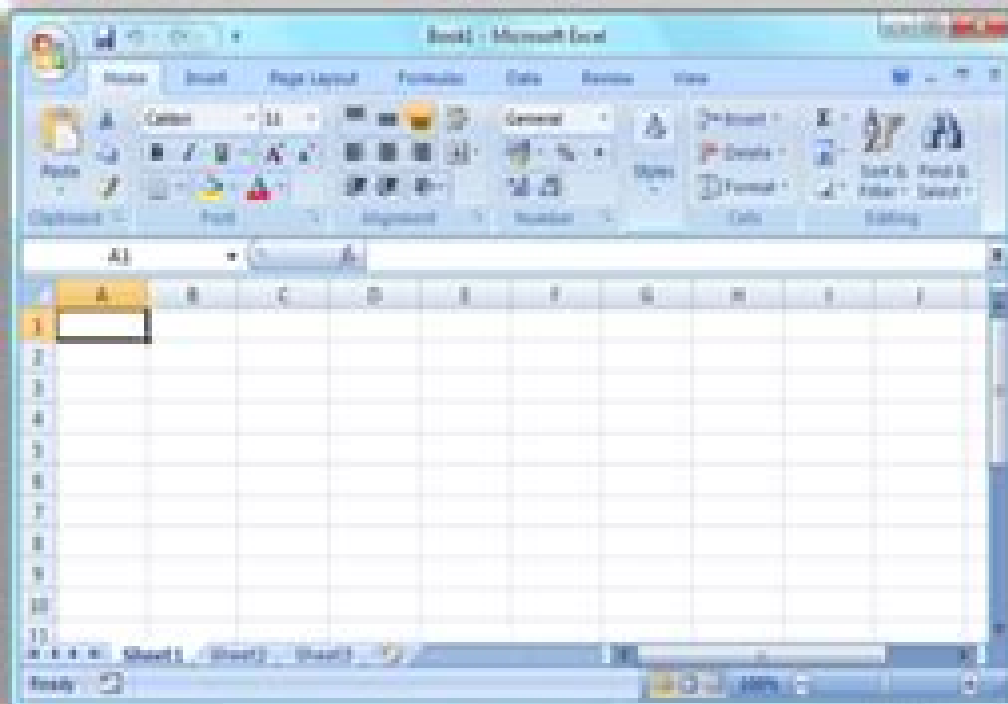 Book1 - Microsoft Excel
Home Insert Page Layout Formulas Data Review View
Calibri 11 General Insert
Paste Styles Delete Sort & Find &
Format Filter Select
Clipboard Font Alignment Number Cells Editing
A1 fx
A B C D E F G H I J
1
2
3
4
5
6
7
8
9
10
11
Sheet1 Sheet2 Sheet3
Ready 100%